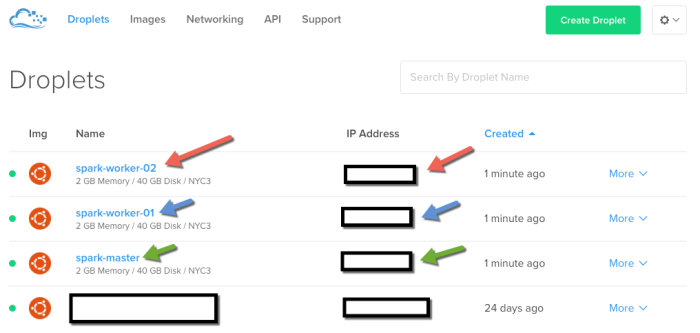 Droplets Images Networking API Support Create Droplet
Droplets
Search By Droplet Name
Img Name IP Address Created
spark-worker-02
2 GB Memory / 40 GB Disk / NYC3
1 minute ago More
spark-worker-01
2 GB Memory / 40 GB Disk / NYC3
1 minute ago More
spark-master
2 GB Memory / 40 GB Disk / NYC3
1 minute ago More
24 days ago More